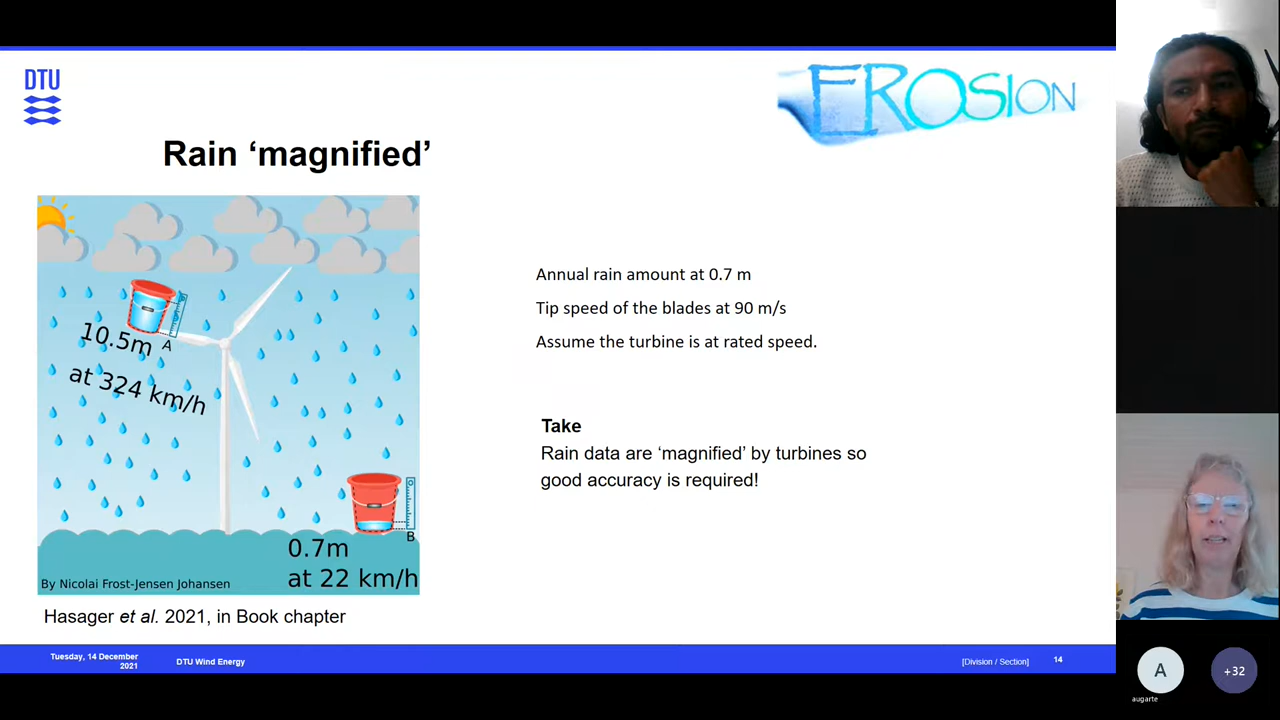 DTU
EROSION
Rain ‘magnified’
10.5m
A
at 324 km/h
B
0.7m
at 22 km/h
By Nicolai Frost-Jensen Johansen
Hasager et al. 2021, in Book chapter
Annual rain amount at 0.7 m
Tip speed of the blades at 90 m/s
Assume the turbine is at rated speed.
Take
Rain data are ‘magnified’ by turbines so
good accuracy is required!
Tuesday, 14 December
2021
DTU Wind Energy
[Division / Section]
14
A
augarte
+32